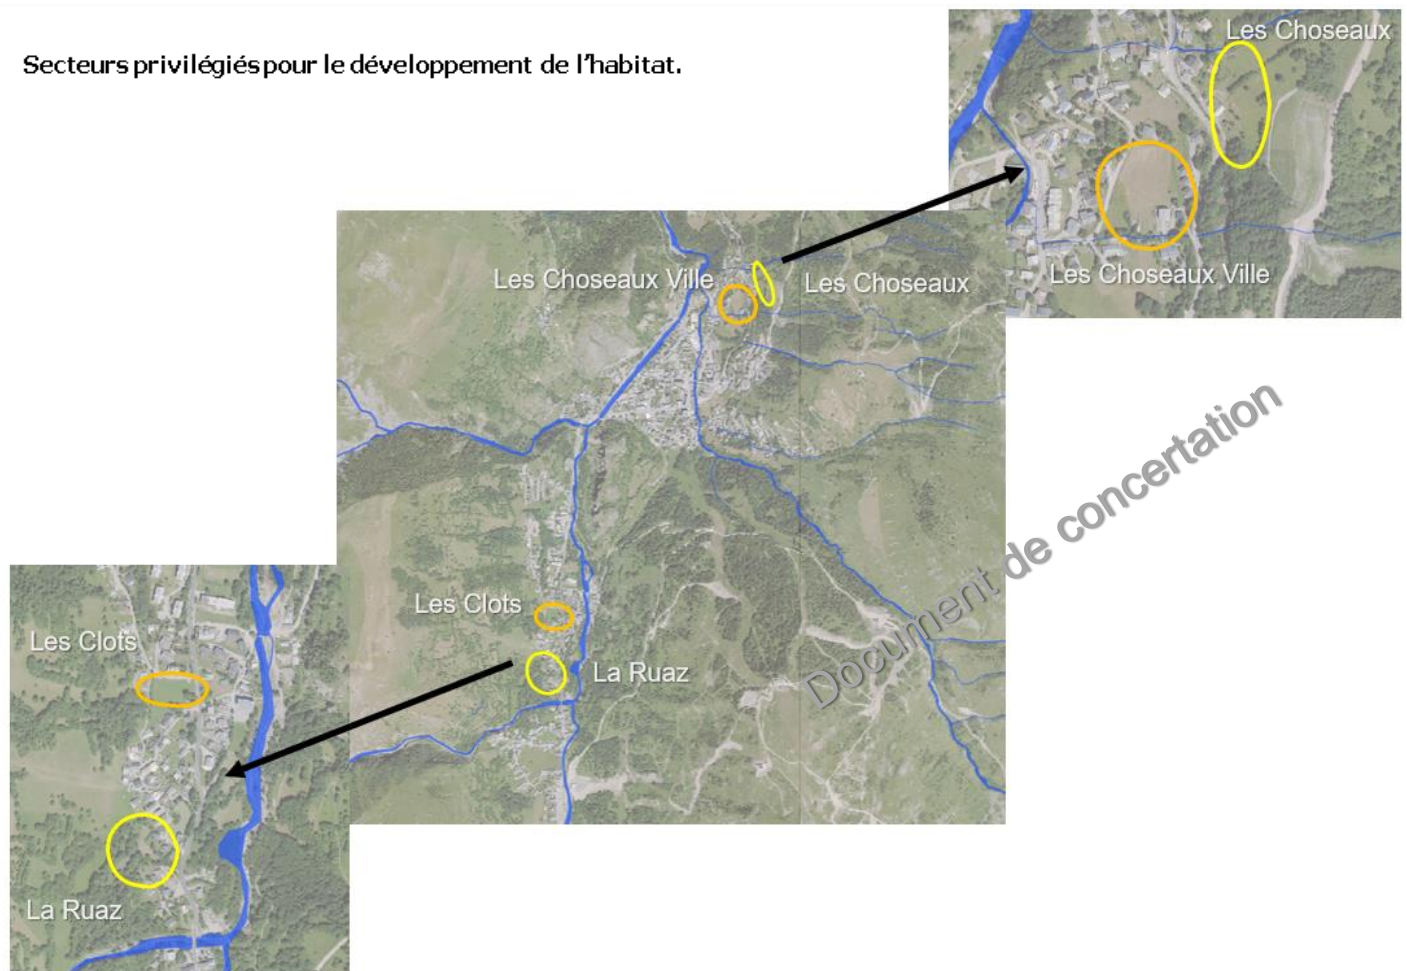 Secteurs privilégiés pour le développement de l'habitat.
Les Choseaux
Les Choseaux Ville
Les Choseaux Ville
Les Choseaux
Les Clots
La Ruaz
Document de concertation
Les Clots
La Ruaz